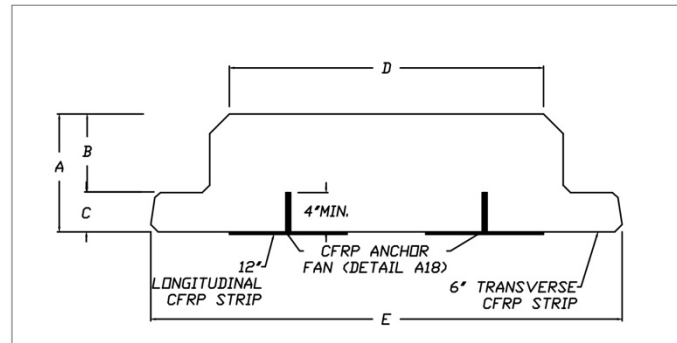 D
B
A
C
4"MIN.
CFRP ANCHOR
FAN (DETAIL A18)
12"
LONGITUDINAL
CFRP STRIP
6" TRANSVERSE
CFRP STRIP
E